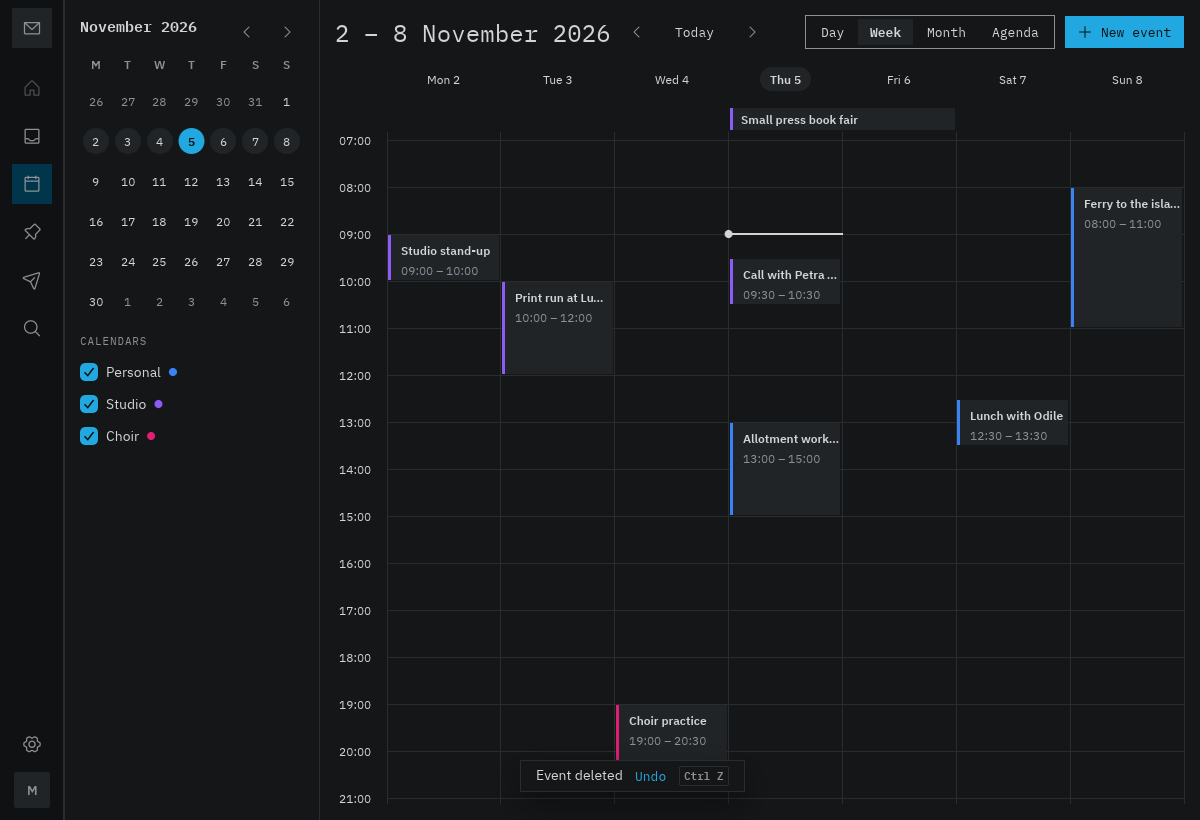 November 2026
M T W T F S S
26 27 28 29 30 31 1
2 3 4 5 6 7 8
9 10 11 12 13 14 15
16 17 18 19 20 21 22
23 24 25 26 27 28 29
30 1 2 3 4 5 6
CALENDARS
Personal
Studio
Choir
M
2 – 8 November 2026
Today
Day Week Month Agenda
New event
Mon 2 Tue 3 Wed 4 Thu 5 Fri 6 Sat 7 Sun 8
Small press book fair
07:00
08:00
09:00
10:00
11:00
12:00
13:00
14:00
15:00
16:00
17:00
18:00
19:00
20:00
21:00
Studio stand-up
09:00 – 10:00
Print run at Lu...
10:00 – 12:00
Choir practice
19:00 – 20:30
Call with Petra ...
09:30 – 10:30
Allotment work...
13:00 – 15:00
Lunch with Odile
12:30 – 13:30
Ferry to the isla...
08:00 – 11:00
Event deleted Undo Ctrl Z